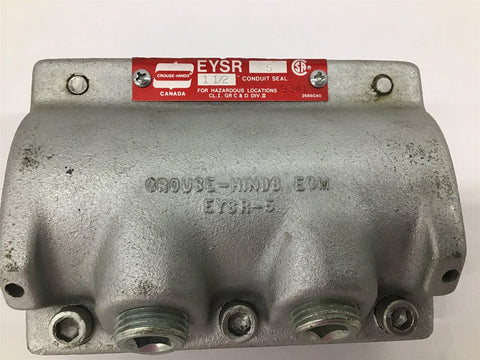 CROUSE-HINDS
CANADA
EYSR 5
1 1/2 " CONDUIT SEAL
FOR HAZARDOUS LOCATIONS
CL.I. GR C & D DIV. II
2686040
CROUSE-HINDS ECM
EYSR-5